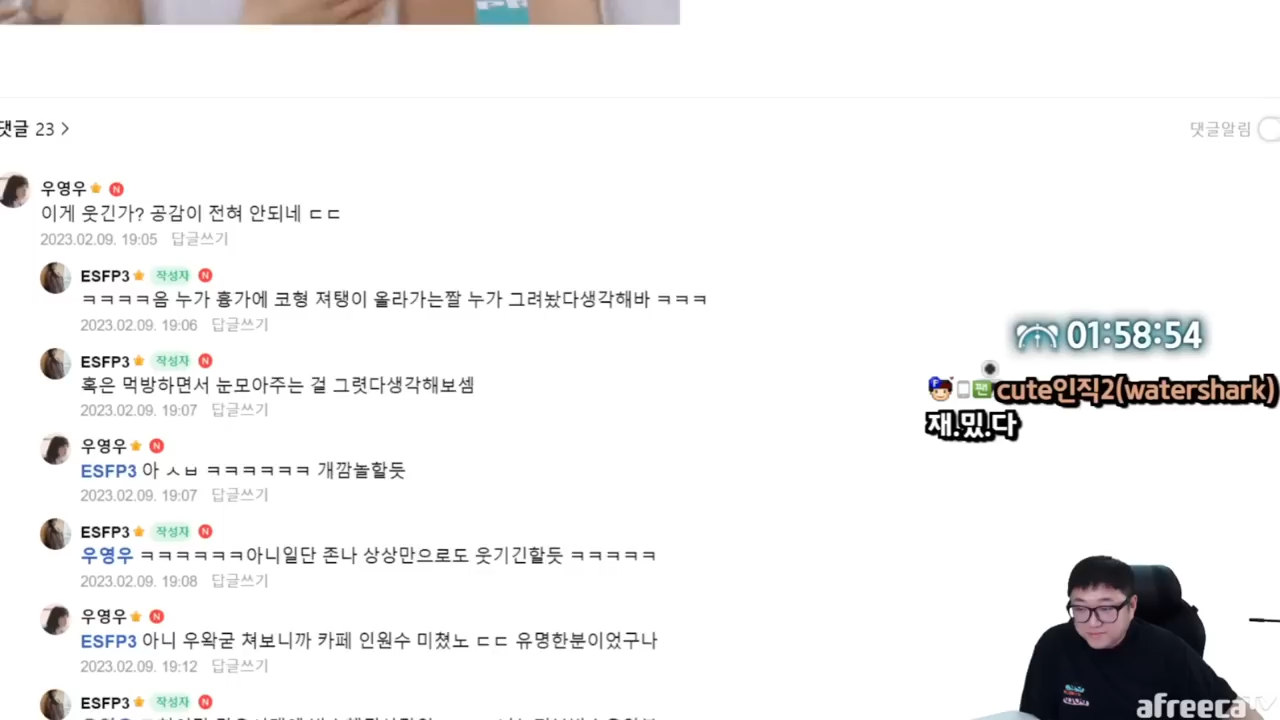 댓글 23 >
댓글알림
우영우 N
이게 웃긴가? 공감이 전혀 안되네 ㄷㄷ
2023.02.09. 19:05 답글쓰기
ESFP3 작성자 N
ㅋㅋㅋㅋ음 누가 흉가에 코형 져탱이 올라가는짤 누가 그려놨다생각해바 ㅋㅋㅋ
2023.02.09. 19:06 답글쓰기
01:58:54
ESFP3 작성자 N
혹은 먹방하면서 눈모아주는 걸 그렷다생각해보셈
2023.02.09. 19:07 답글쓰기
F 팬 cute인직2(watershark)
재.밌.다
우영우 N
ESFP3 아 ㅅㅂ ㅋㅋㅋㅋㅋㅋ 개깜놀할듯
2023.02.09. 19:07 답글쓰기
ESFP3 작성자 N
우영우 ㅋㅋㅋㅋㅋㅋ아니일단 존나 상상만으로도 웃기긴할듯 ㅋㅋㅋㅋㅋ
2023.02.09. 19:08 답글쓰기
우영우 N
ESFP3 아니 우왁굳 쳐보니까 카페 인원수 미쳤노 ㄷㄷ 유명한분이었구나
2023.02.09. 19:12 답글쓰기
ESFP3 작성자 N
afreecaTV